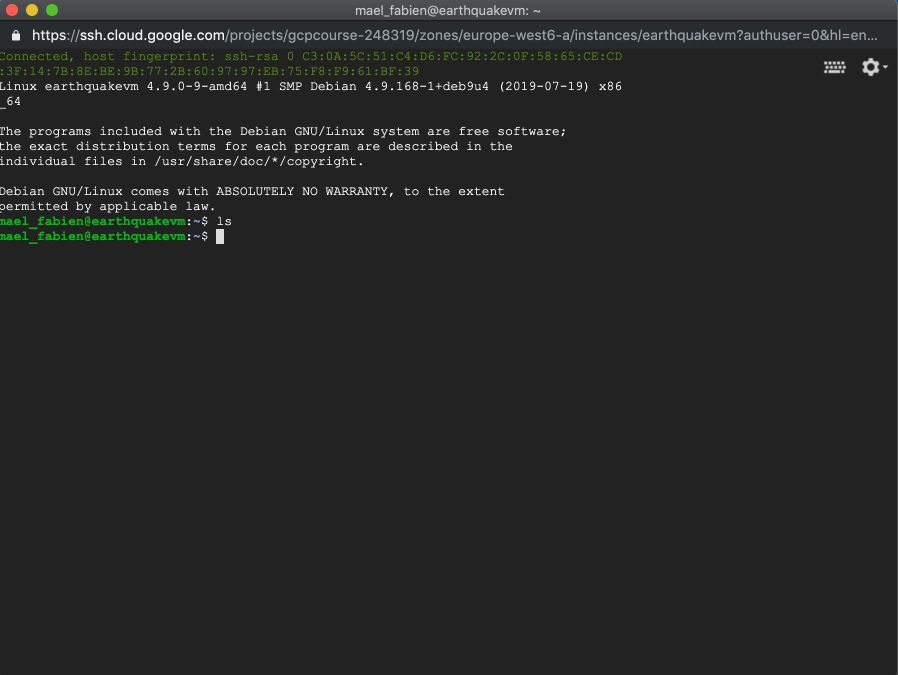 mael_fabien@earthquakevm: ~
https://ssh.cloud.google.com/projects/gcpcourse-248319/zones/europe-west6-a/instances/earthquakevm?authuser=0&hl=en...
Connected, host fingerprint: ssh-rsa 0 C3:0A:5C:51:C4:D6:FC:92:2C:0F:58:65:CE:CD
:3F:14:7B:8E:BE:9B:77:2B:60:97:97:EB:75:F8:F9:61:BF:39
Linux earthquakevm 4.9.0-9-amd64 #1 SMP Debian 4.9.168-1+deb9u4 (2019-07-19) x86
_64
The programs included with the Debian GNU/Linux system are free software;
the exact distribution terms for each program are described in the
individual files in /usr/share/doc/*/copyright.
Debian GNU/Linux comes with ABSOLUTELY NO WARRANTY, to the extent
permitted by applicable law.
mael_fabien@earthquakevm:~$ ls
mael_fabien@earthquakevm:~$